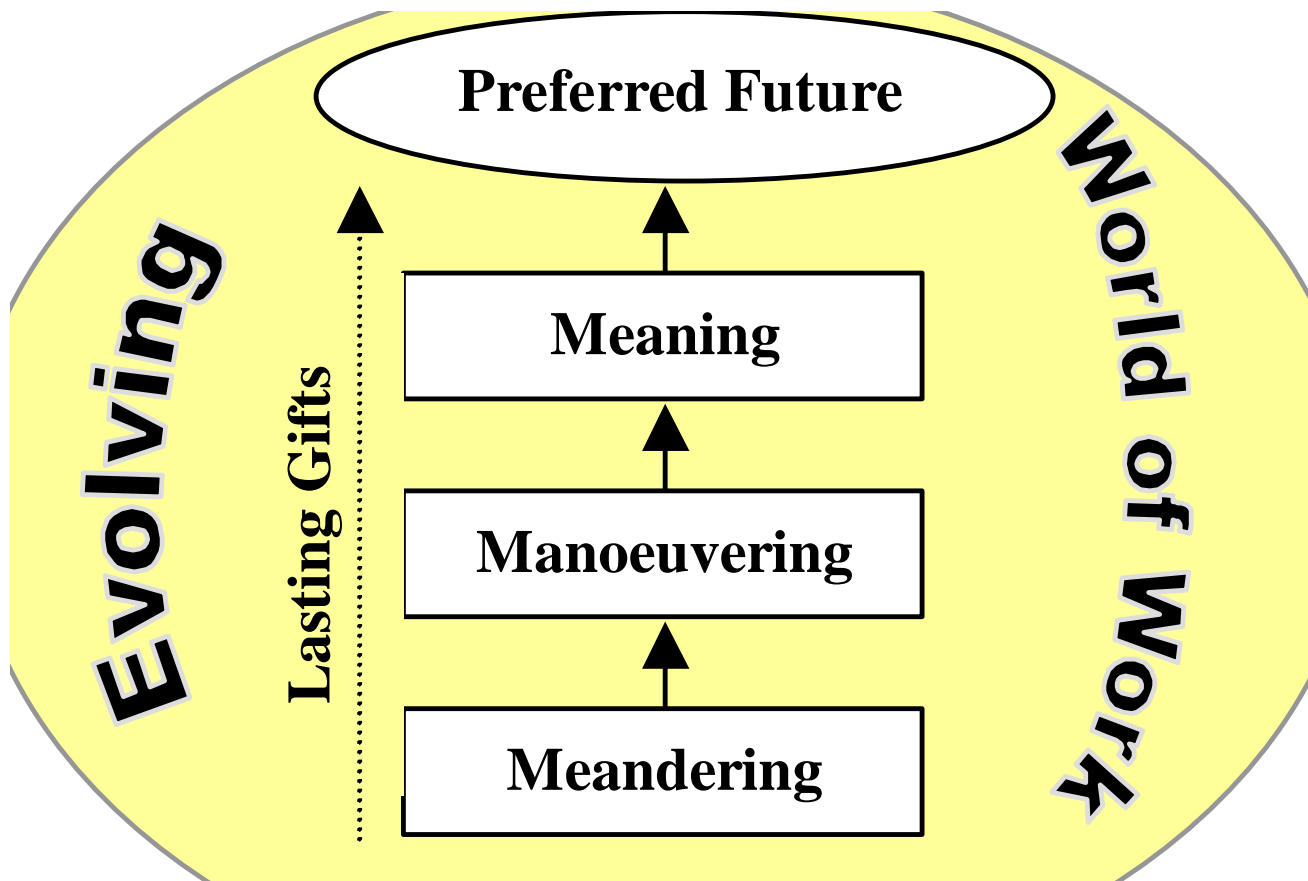 Preferred Future
Evolving
World of Work
Lasting Gifts
Meaning
Manoeuvering
Meandering